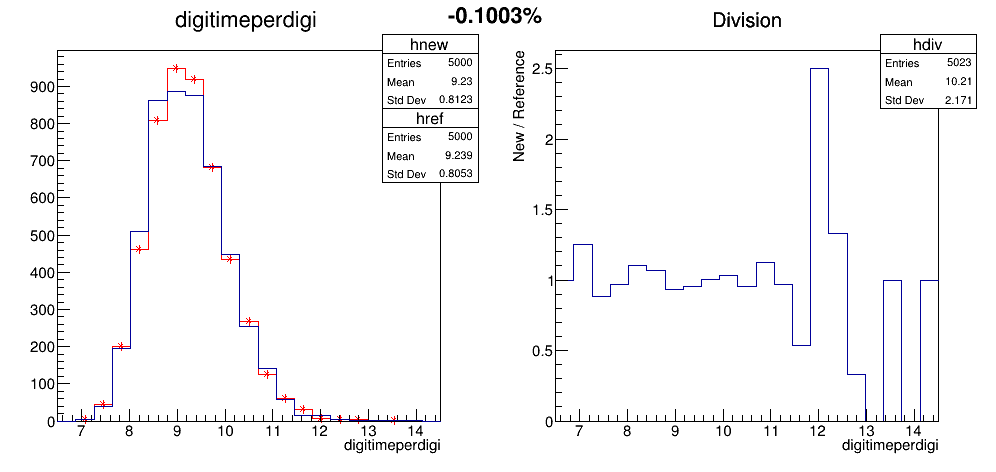 digitimeperdigi
-0.1003%
Division
hnew
Entries 5000
Mean 9.23
Std Dev 0.8123
href
Entries 5000
Mean 9.239
Std Dev 0.8053
900
800
700
600
500
400
300
200
100
0
7 8 9 10 11 12 13 14
digitimeperdigi
hdiv
Entries 5023
Mean 10.21
Std Dev 2.171
New / Reference
2.5
2
1.5
1
0.5
0
7 8 9 10 11 12 13 14
digitimeperdigi